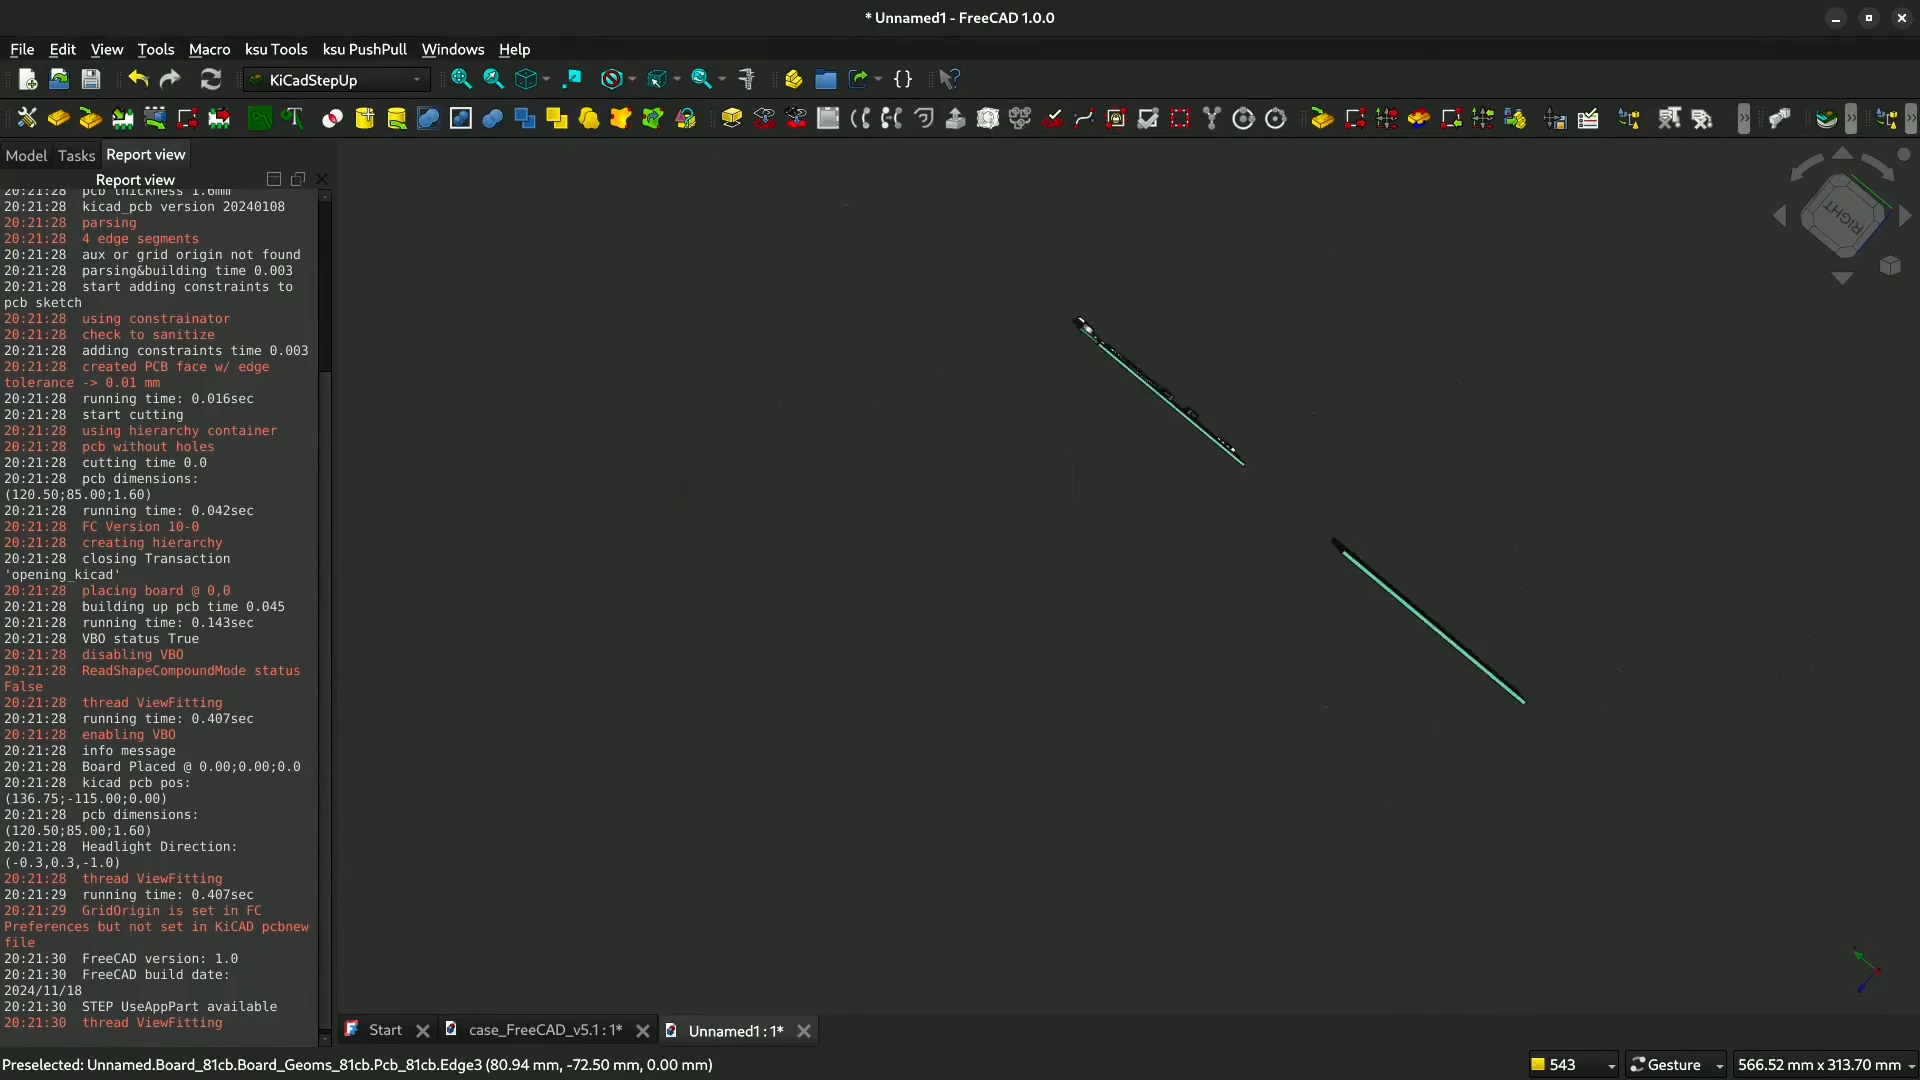 * Unnamed1 - FreeCAD 1.0.0
File Edit View Tools Macro ksu Tools ksu PushPull Windows Help
KiCadStepUp
Model Tasks Report view
Report view
20:21:28 pcb thickness 1.6mm
20:21:28 kicad_pcb version 20240108
20:21:28 parsing
20:21:28 4 edge segments
20:21:28 aux or grid origin not found
20:21:28 parsing&building time 0.003
20:21:28 start adding constraints to
pcb sketch
20:21:28 using constrainator
20:21:28 check to sanitize
20:21:28 adding constraints time 0.003
20:21:28 created PCB face w/ edge
tolerance -> 0.01 mm
20:21:28 running time: 0.016sec
20:21:28 start cutting
20:21:28 using hierarchy container
20:21:28 pcb without holes
20:21:28 cutting time 0.0
20:21:28 pcb dimensions:
(120.50;85.00;1.60)
20:21:28 running time: 0.042sec
20:21:28 FC Version 10-0
20:21:28 creating hierarchy
20:21:28 closing Transaction
'opening_kicad'
20:21:28 placing board @ 0,0
20:21:28 building up pcb time 0.045
20:21:28 running time: 0.143sec
20:21:28 VBO status True
20:21:28 disabling VBO
20:21:28 ReadShapeCompoundMode status
False
20:21:28 thread ViewFitting
20:21:28 running time: 0.407sec
20:21:28 enabling VBO
20:21:28 info message
20:21:28 Board Placed @ 0.00;0.00;0.0
20:21:28 kicad pcb pos:
(136.75;-115.00;0.00)
20:21:28 pcb dimensions:
(120.50;85.00;1.60)
20:21:28 Headlight Direction:
(-0.3,0.3,-1.0)
20:21:28 thread ViewFitting
20:21:29 running time: 0.407sec
20:21:29 GridOrigin is set in FC
Preferences but not set in KiCAD pcbnew
file
20:21:30 FreeCAD version: 1.0
20:21:30 FreeCAD build date:
2024/11/18
20:21:30 STEP UseAppPart available
20:21:30 thread ViewFitting
RIGHT
Start case_FreeCAD_v5.1 : 1* Unnamed1 : 1*
Preselected: Unnamed.Board_81cb.Board_Geoms_81cb.Pcb_81cb.Edge3 (80.94 mm, -72.50 mm, 0.00 mm) 543 Gesture 566.52 mm x 313.70 mm